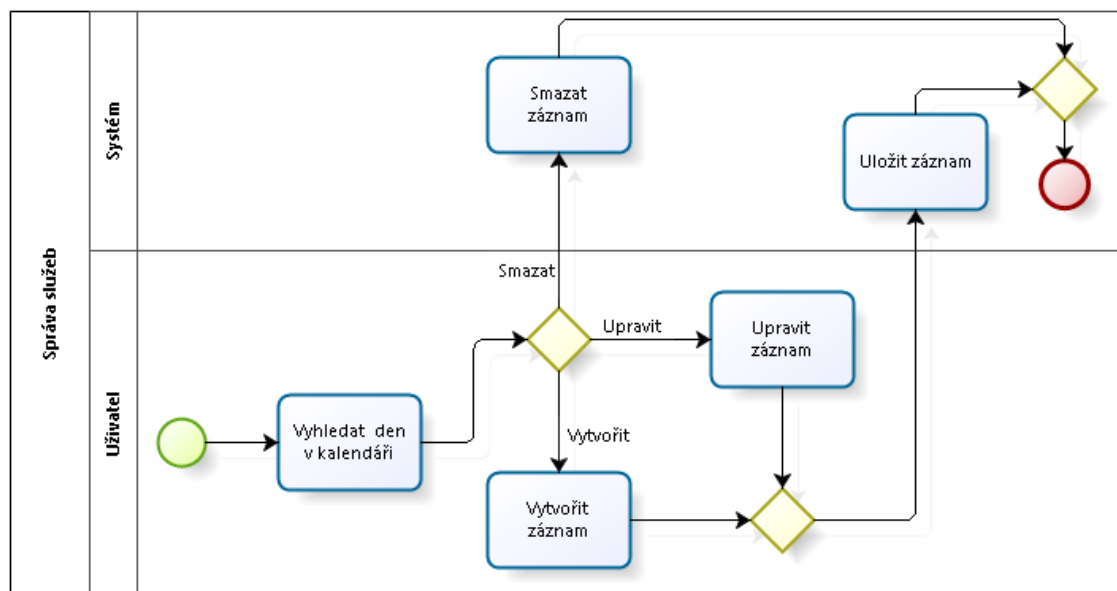 Správa služeb
Systém
Smazat
záznam
Uložit záznam
Uživatel
Smazat
Upravit
Upravit
záznam
Vyhledat den
v kalendáři
Vytvořit
Vytvořit
záznam